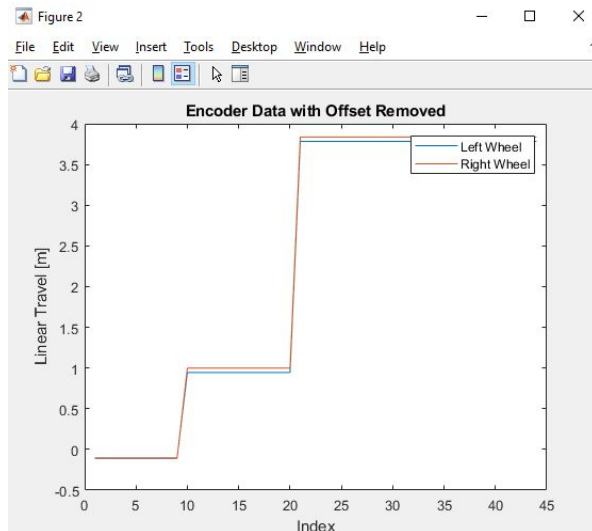 Figure 2
File Edit View Insert Tools Desktop Window Help
Encoder Data with Offset Removed
4
3.5
3
2.5
2
1.5
1
0.5
0
-0.5
Linear Travel [m]
Left Wheel
Right Wheel
0 5 10 15 20 25 30 35 40 45
Index